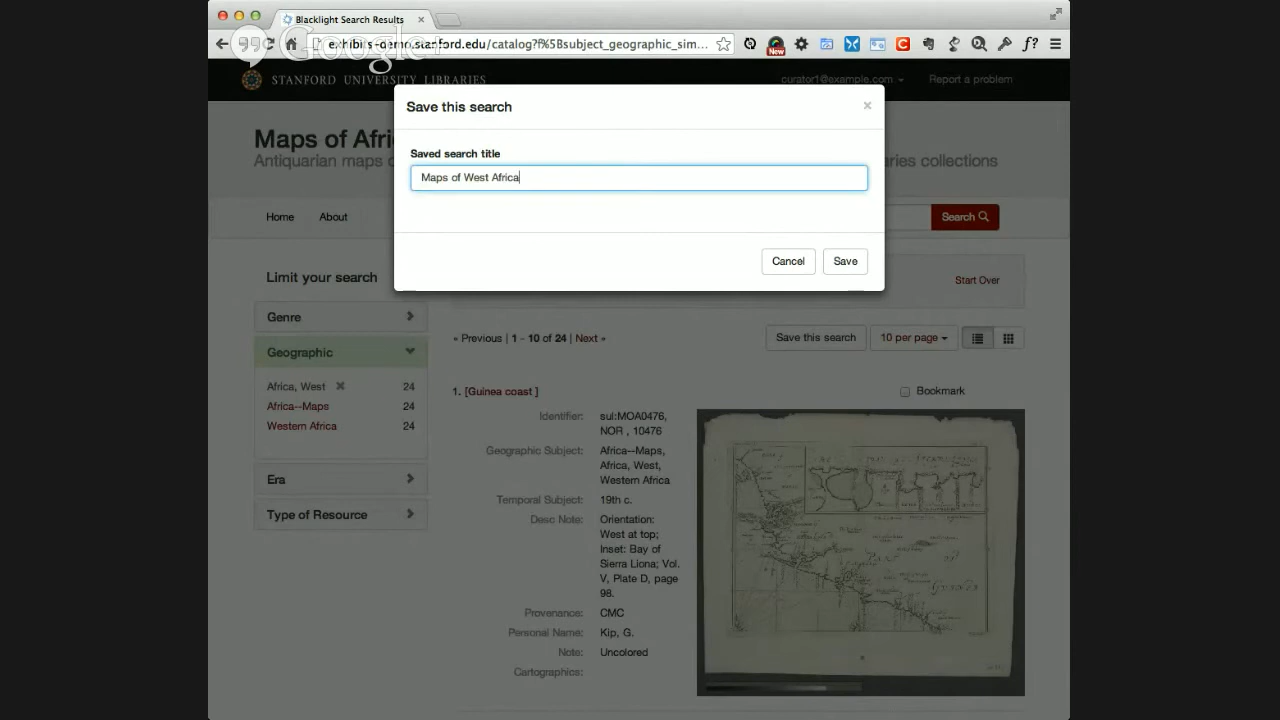 Blacklight Search Results
Google+
exhibits-demo.stanford.edu/catalog?f%5Bsubject_geographic_sim...
New
f?
STANFORD UNIVERSITY LIBRARIES
curator1@example.com
Report a problem
Save this search
×
Maps of Afri
Antiquarian maps
eries collections
Saved search title
Maps of West Africa
Home
About
Search
Cancel
Save
Limit your search
Start Over
Genre
« Previous | 1 - 10 of 24 | Next »
Save this search
10 per page
Geographic
Africa, West ✖ 24
Africa--Maps 24
Western Africa 24
Era
Type of Resource
1. [Guinea coast ]
Bookmark
Identifier: sul:MOA0476,
NOR , 10476
Geographic Subject: Africa--Maps,
Africa, West,
Western Africa
Temporal Subject: 19th c.
Desc Note: Orientation:
West at top;
Inset: Bay of
Sierra Liona; Vol.
V, Plate D, page
98.
Provenance: CMC
Personal Name: Kip, G.
Note: Uncolored
Cartographics: